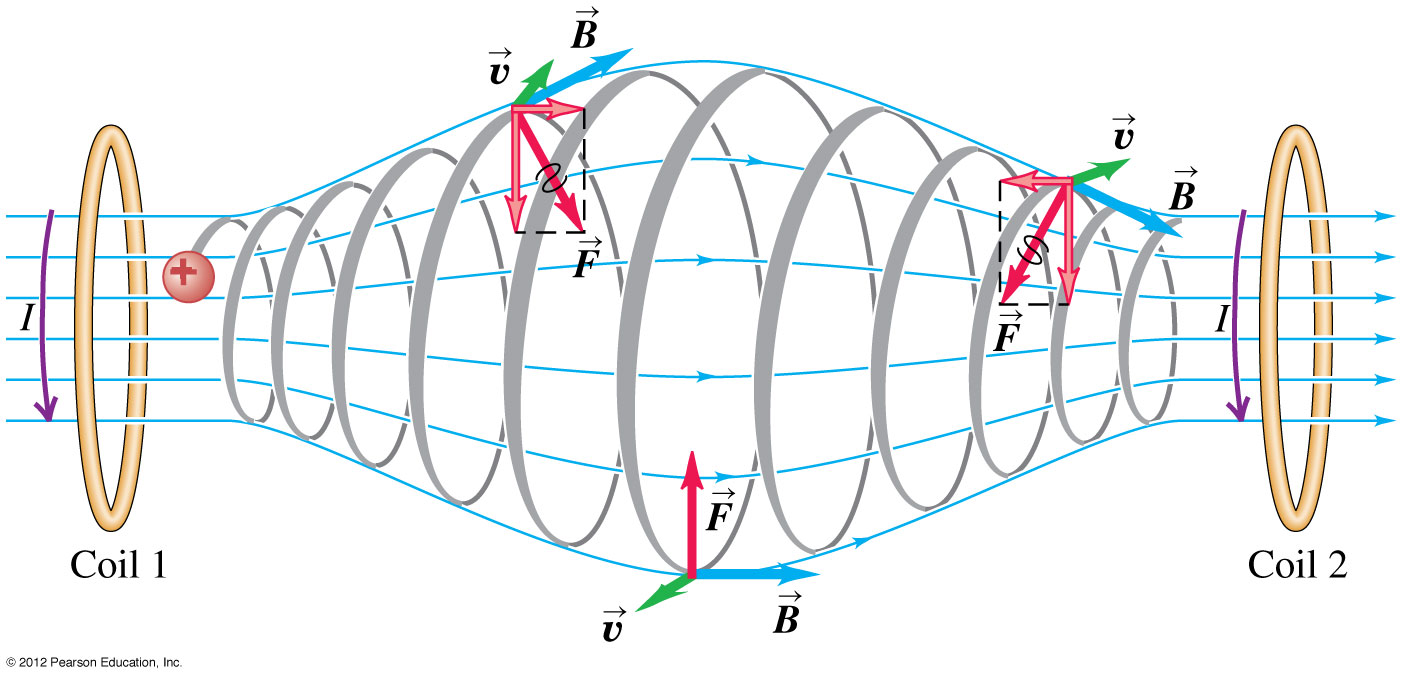 B⃗
v⃗
v⃗
B⃗
+
F⃗
I
I
F⃗
F⃗
Coil 1
Coil 2
v⃗
B⃗
© 2012 Pearson Education, Inc.